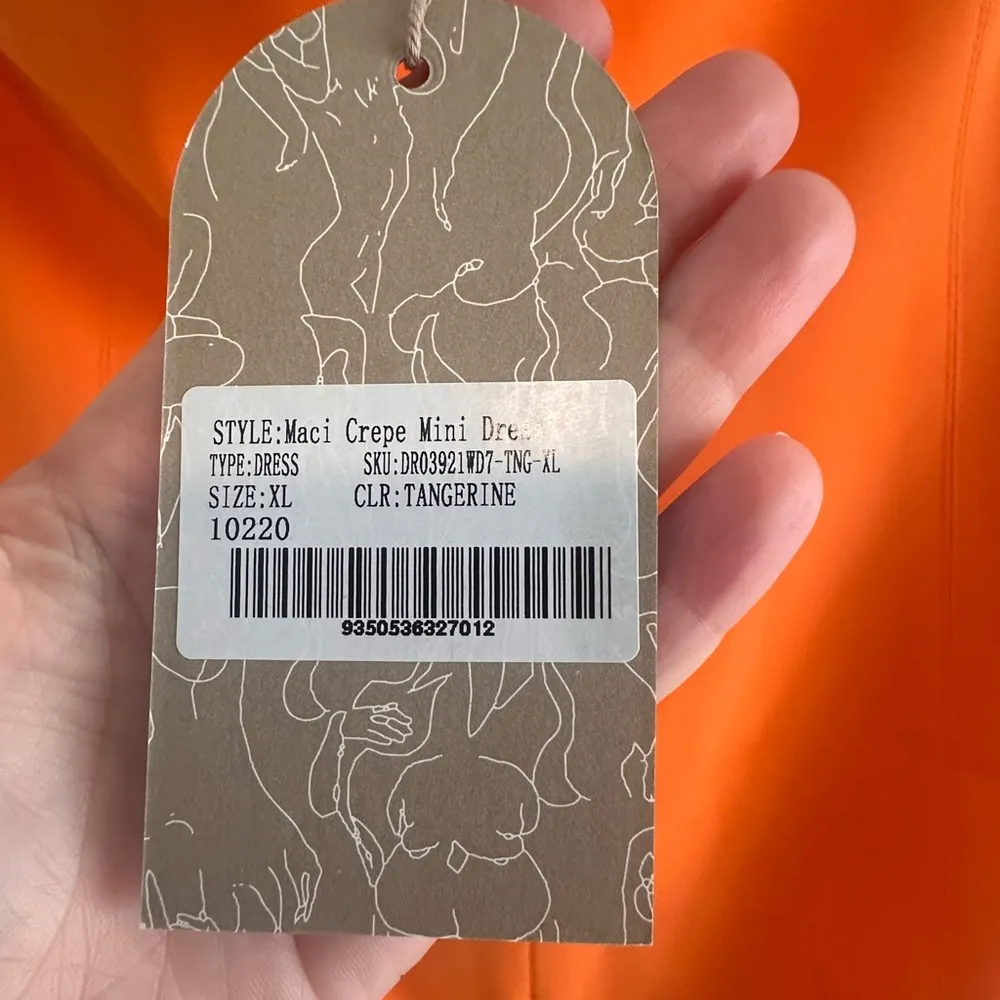 STYLE:Maci Crepe Mini Dress
TYPE:DRESS SKU:DR03921WD7-TNG-XL
SIZE:XL CLR:TANGERINE
10220
9350536327012